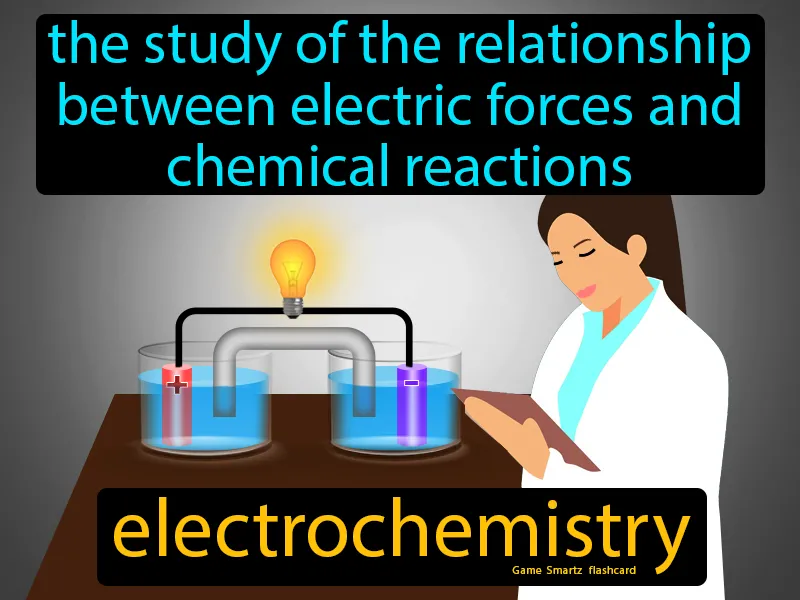 the study of the relationship
between electric forces and
chemical reactions
+
-
electrochemistry
Game Smartz flashcard